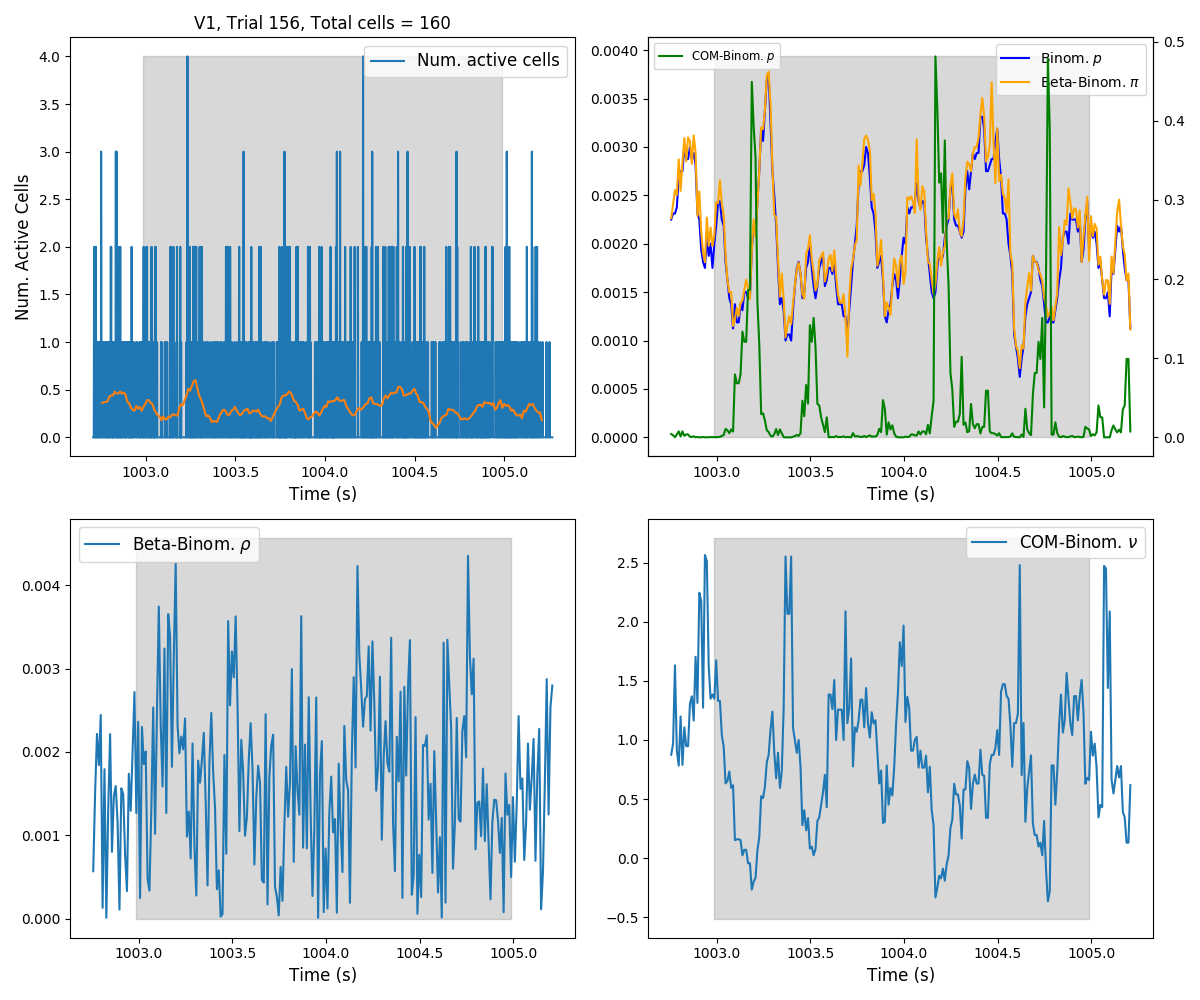 V1, Trial 156, Total cells = 160
Num. active cells
Num. Active Cells
4.0
3.5
3.0
2.5
2.0
1.5
1.0
0.5
0.0
1003.0 1003.5 1004.0 1004.5 1005.0
Time (s)
COM-Binom. p
Binom. p
Beta-Binom. π
0.0040
0.0035
0.0030
0.0025
0.0020
0.0015
0.0010
0.0005
0.0000
0.5
0.4
0.3
0.2
0.1
0.0
1003.0 1003.5 1004.0 1004.5 1005.0
Time (s)
Beta-Binom. ρ
0.004
0.003
0.002
0.001
0.000
1003.0 1003.5 1004.0 1004.5 1005.0
Time (s)
COM-Binom. ν
2.5
2.0
1.5
1.0
0.5
0.0
−0.5
1003.0 1003.5 1004.0 1004.5 1005.0
Time (s)